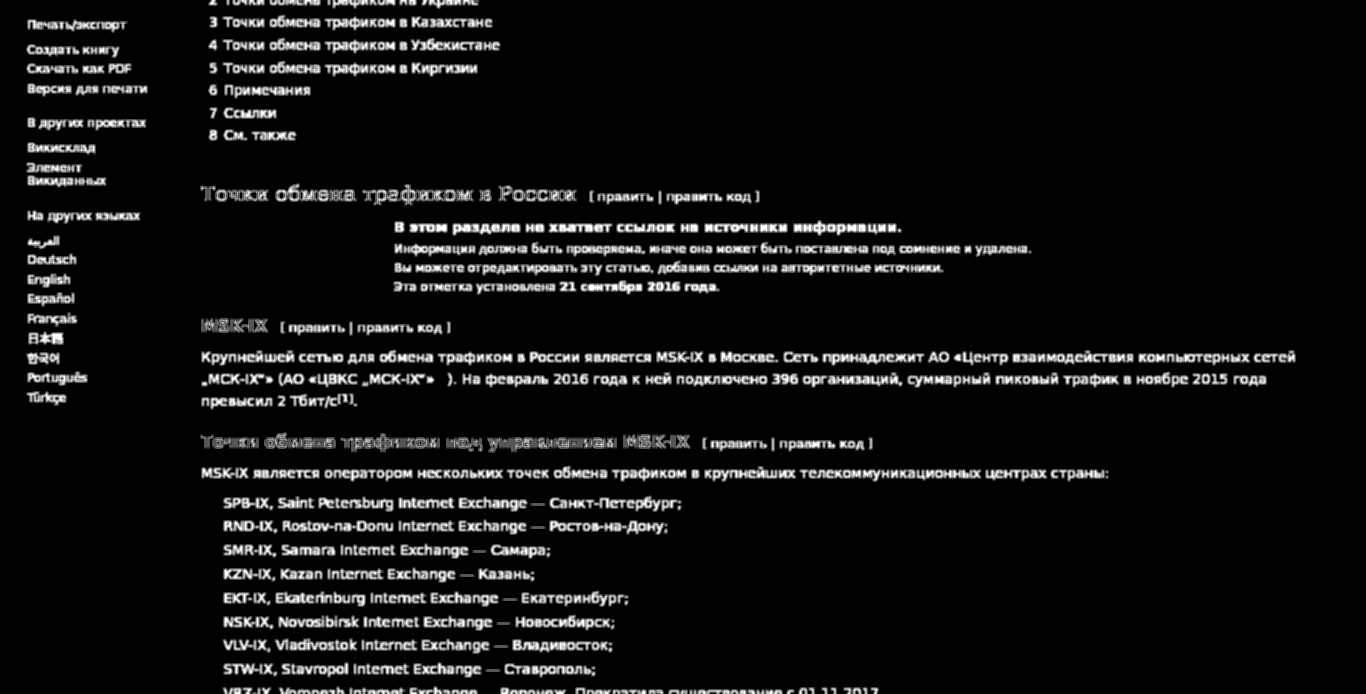 2 Точки обмена трафиком на Украине
Печать/экспорт
3 Точки обмена трафиком в Казахстане
Создать книгу
4 Точки обмена трафиком в Узбекистане
Скачать как PDF
5 Точки обмена трафиком в Киргизии
Версия для печати
6 Примечания
7 Ссылки
В других проектах
8 См. также
Викисклад
Элемент
Викиданных
Точки обмена трафиком в России [ править | править код ]
На других языках
В этом разделе не хватает ссылок на источники информации.
العربية
Информация должна быть проверяема, иначе она может быть поставлена под сомнение и удалена.
Deutsch
Вы можете отредактировать эту статью, добавив ссылки на авторитетные источники.
English
Эта отметка установлена 21 сентября 2016 года.
Español
Français
MSK-IX [ править | править код ]
日本語
한국어
Крупнейшей сетью для обмена трафиком в России является MSK-IX в Москве. Сеть принадлежит АО «Центр взаимодействия компьютерных сетей
Português
„МСК-IX“» (АО «ЦВКС „МСК-IX“» ). На февраль 2016 года к ней подключено 396 организаций, суммарный пиковый трафик в ноябре 2015 года
Türkçe
превысил 2 Тбит/с[1].
Точки обмена трафиком под управлением MSK-IX [ править | править код ]
MSK-IX является оператором нескольких точек обмена трафиком в крупнейших телекоммуникационных центрах страны:
SPB-IX, Saint Petersburg Internet Exchange — Санкт-Петербург;
RND-IX, Rostov-na-Donu Internet Exchange — Ростов-на-Дону;
SMR-IX, Samara Internet Exchange — Самара;
KZN-IX, Kazan Internet Exchange — Казань;
EKT-IX, Ekaterinburg Internet Exchange — Екатеринбург;
NSK-IX, Novosibirsk Internet Exchange — Новосибирск;
VLV-IX, Vladivostok Internet Exchange — Владивосток;
STW-IX, Stavropol Internet Exchange — Ставрополь;
VRZ-IX, Voronezh Internet Exchange — Воронеж. Прекратила существование с 01.11.2017